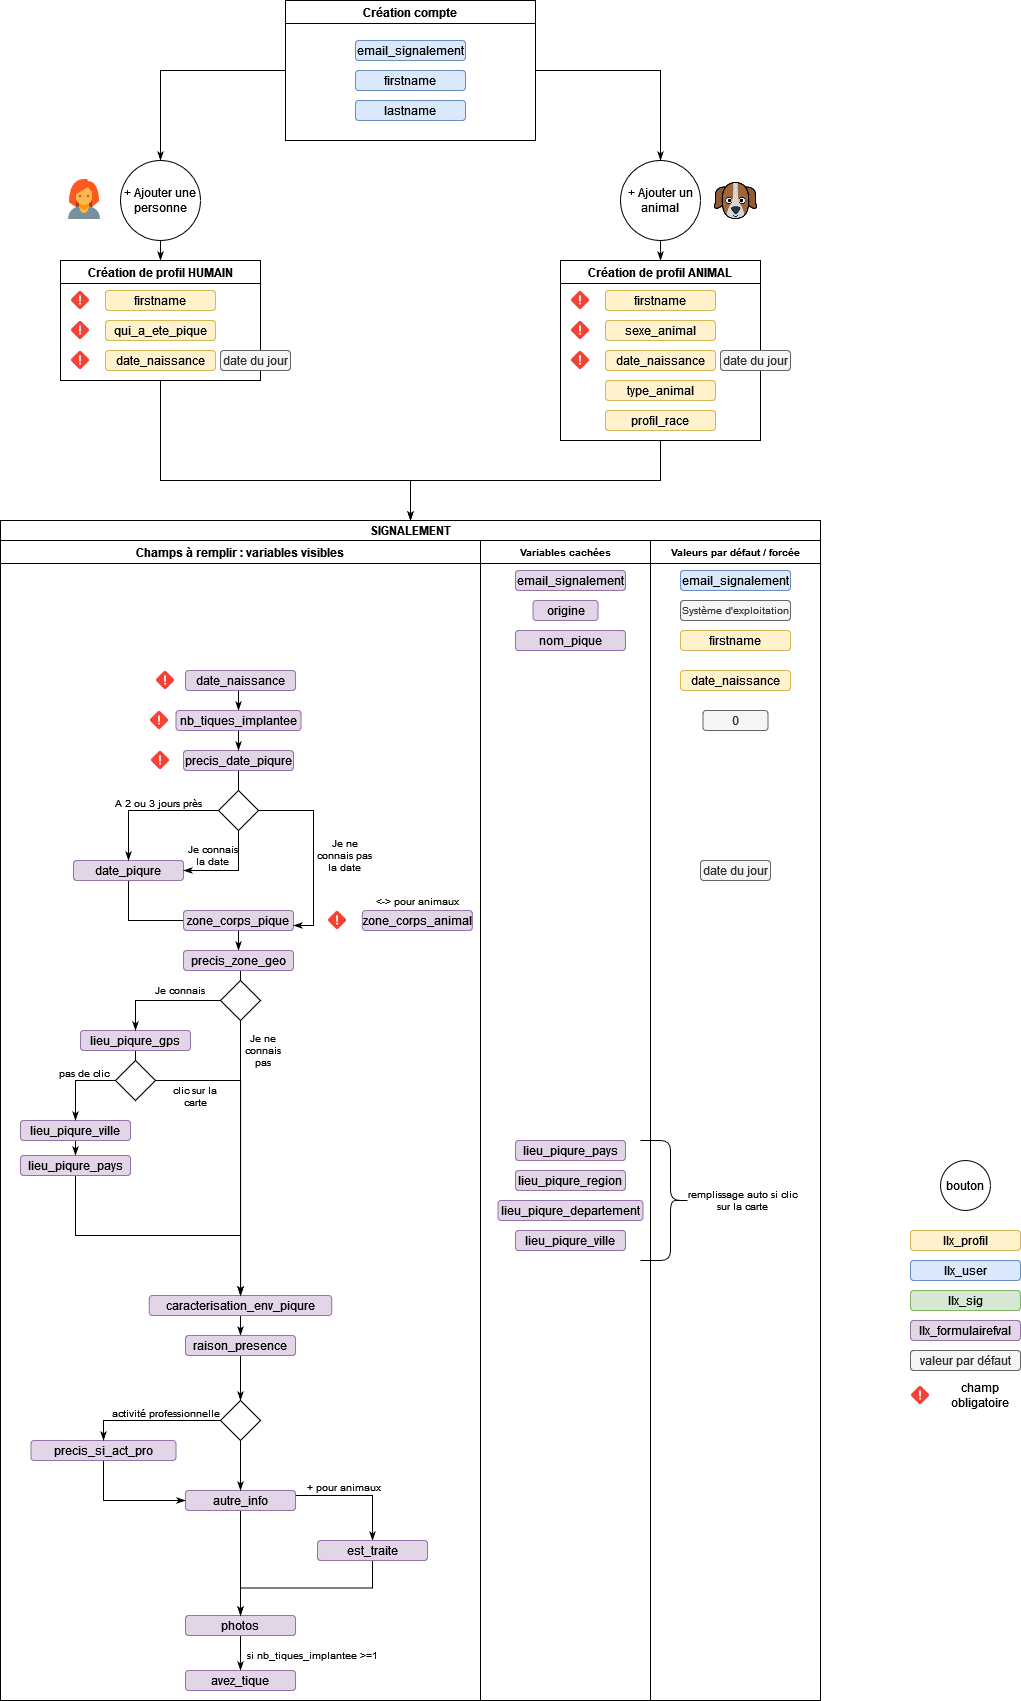 Création compte
email_signalement
firstname
lastname
+ Ajouter une
personne
+ Ajouter un
animal
Création de profil HUMAIN
firstname
qui_a_ete_pique
date_naissance
date du jour
Création de profil ANIMAL
firstname
sexe_animal
date_naissance
date du jour
type_animal
profil_race
SIGNALEMENT
Champs à remplir : variables visibles
Variables cachées
Valeurs par défaut / forcée
email_signalement
email_signalement
origine
Système d'exploitation
nom_pique
firstname
date_naissance
date_naissance
nb_tiques_implantee
0
precis_date_piqure
A 2 ou 3 jours près
Je connais
la date
Je ne
connais pas
la date
date_piqure
date du jour
<-> pour animaux
zone_corps_pique
zone_corps_animal
precis_zone_geo
Je connais
lieu_piqure_gps
Je ne
connais
pas
pas de clic
clic sur la
carte
lieu_piqure_ville
lieu_piqure_pays
lieu_piqure_pays
lieu_piqure_region
lieu_piqure_departement
lieu_piqure_ville
remplissage auto si clic
sur la carte
bouton
llx_profil
llx_user
llx_sig
llx_formulairefval
valeur par défaut
champ
obligatoire
caracterisation_env_piqure
raison_presence
activité professionnelle
precis_si_act_pro
autre_info
+ pour animaux
est_traite
photos
si nb_tiques_implantee >=1
avez_tique